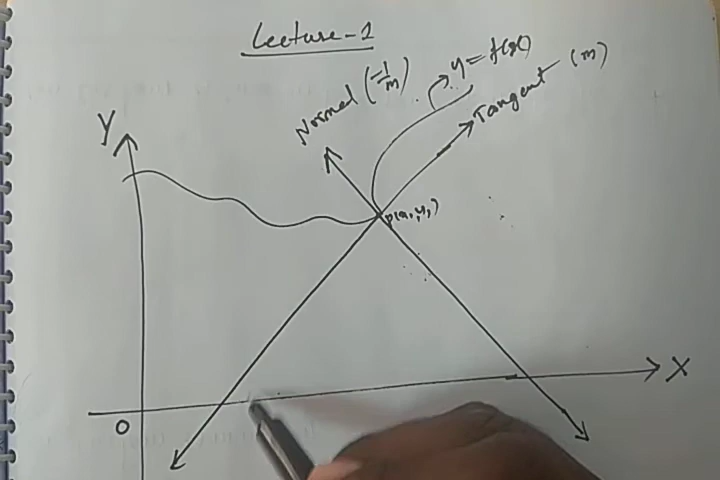 Lecture-1
y = f(x)
Tangent (m)
Normal (-1/m)
Y
P(x₁, y₁)
X
O